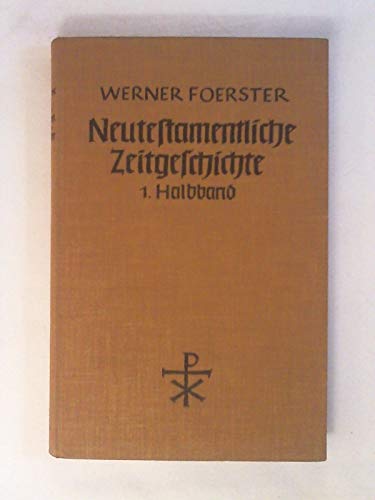 WERNER FOERSTER
Neutestamentliche
Zeitgeschichte
1. Halbband